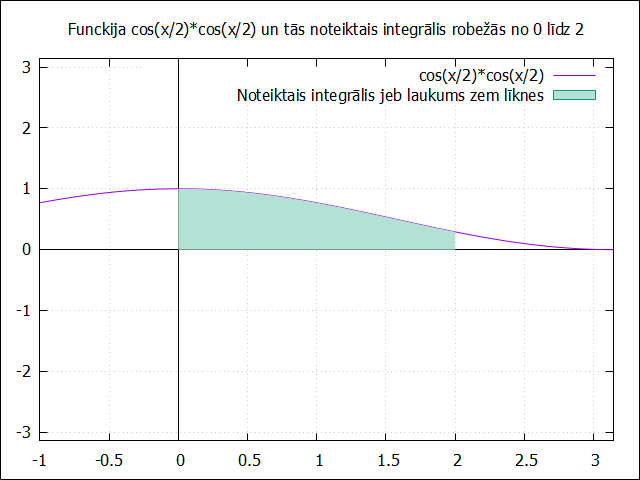 Funckija cos(x/2)*cos(x/2) un tās noteiktais integrālis robežās no 0 līdz 2
cos(x/2)*cos(x/2)
Noteiktais integrālis jeb laukums zem līknes
3
2
1
0
-1
-2
-3
-1 -0.5 0 0.5 1 1.5 2 2.5 3